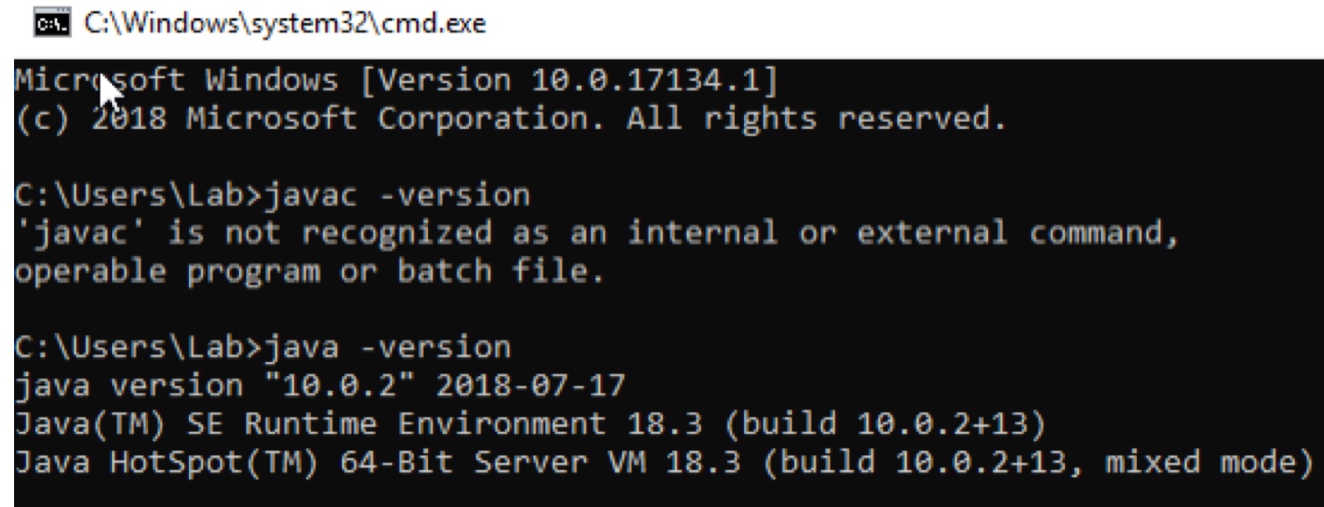 C:\Windows\system32\cmd.exe
Microsoft Windows [Version 10.0.17134.1]
(c) 2018 Microsoft Corporation. All rights reserved.
C:\Users\Lab>javac -version
'javac' is not recognized as an internal or external command,
operable program or batch file.
C:\Users\Lab>java -version
java version "10.0.2" 2018-07-17
Java(TM) SE Runtime Environment 18.3 (build 10.0.2+13)
Java HotSpot(TM) 64-Bit Server VM 18.3 (build 10.0.2+13, mixed mode)